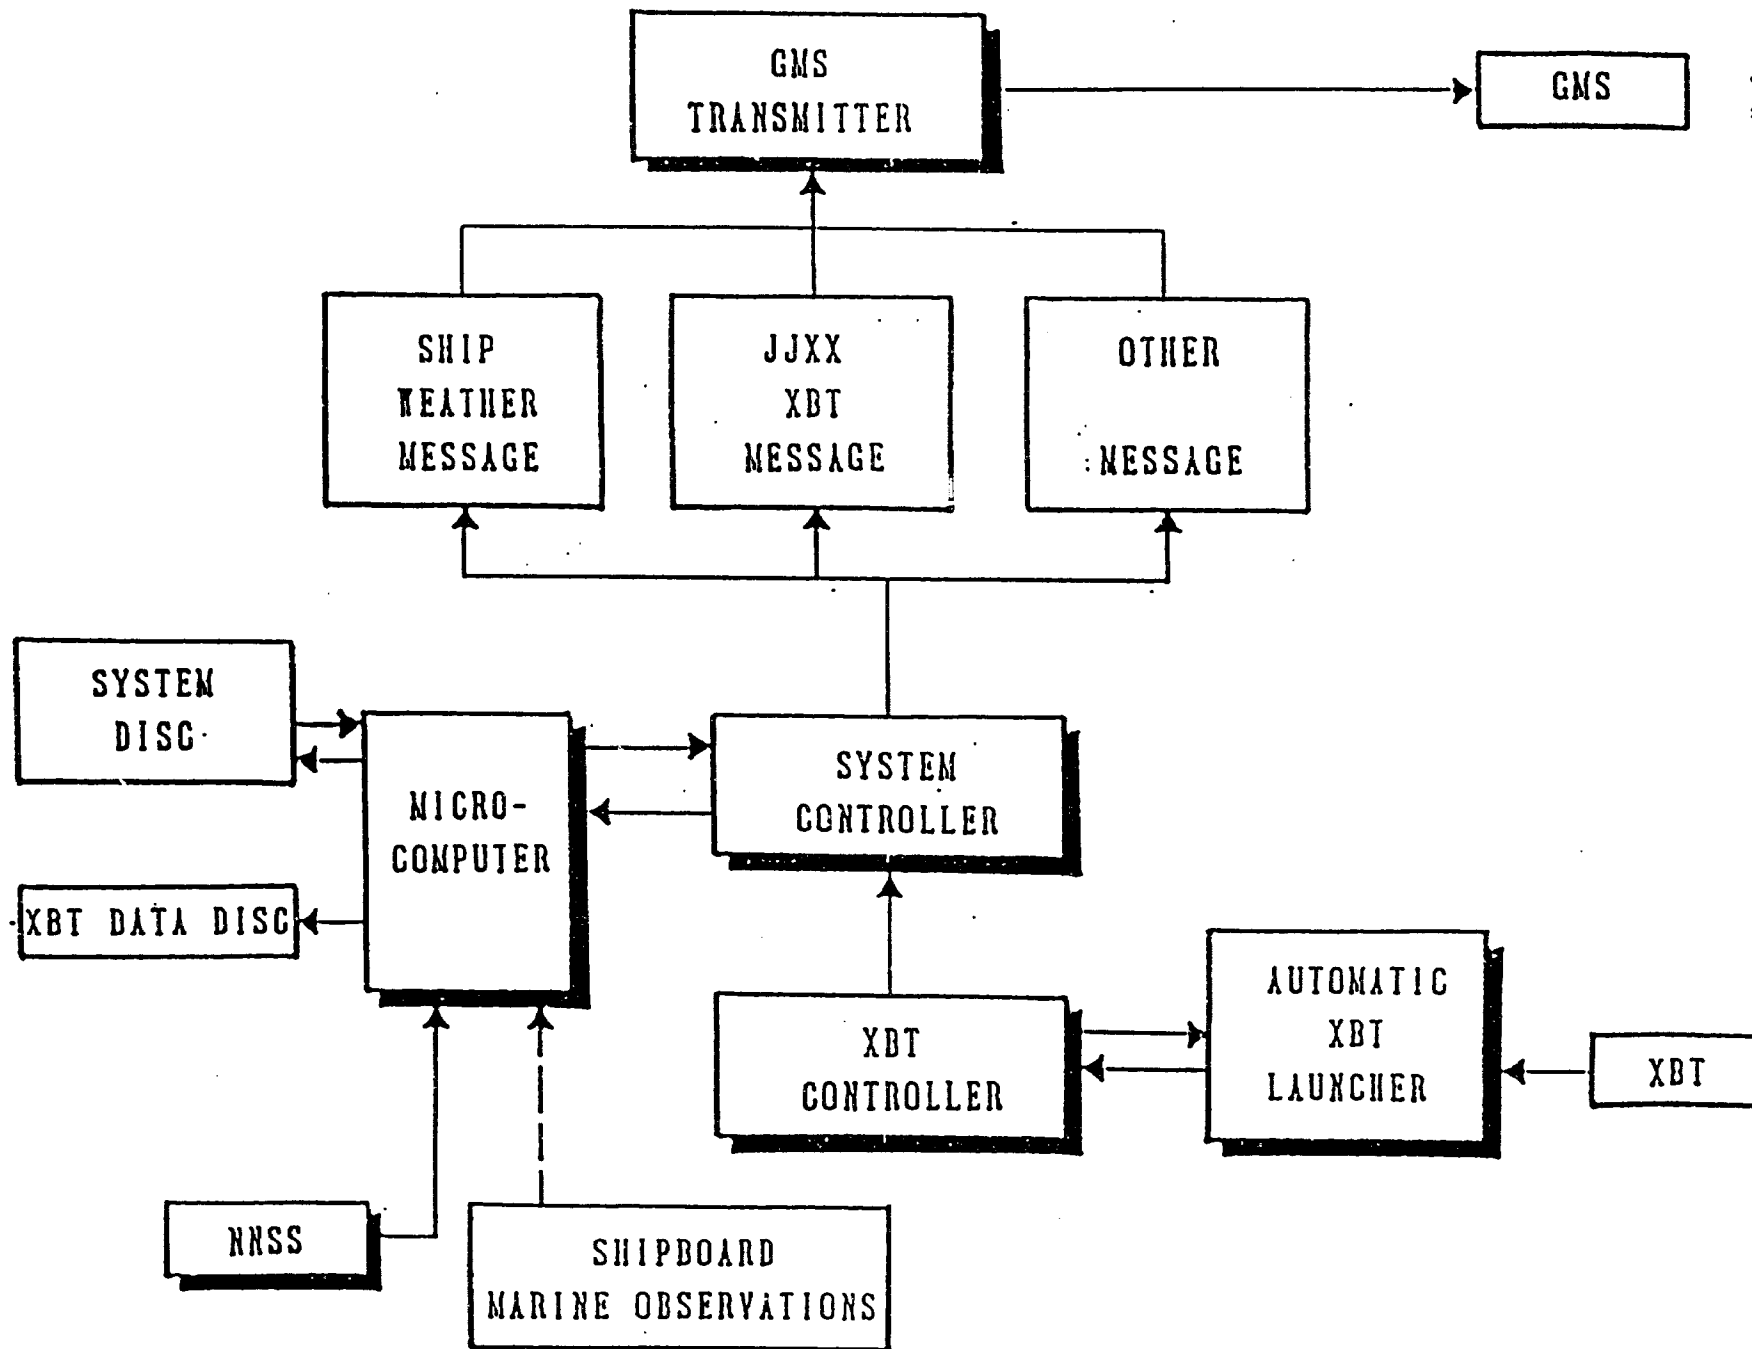 GMS
TRANSMITTER
GMS
SHIP
WEATHER
MESSAGE
JJXX
XBT
MESSAGE
OTHER
MESSAGE
SYSTEM
DISC
MICRO-
COMPUTER
SYSTEM
CONTROLLER
XBT DATA DISC
XBT
CONTROLLER
AUTOMATIC
XBT
LAUNCHER
XBT
NNSS
SHIPBOARD
MARINE OBSERVATIONS